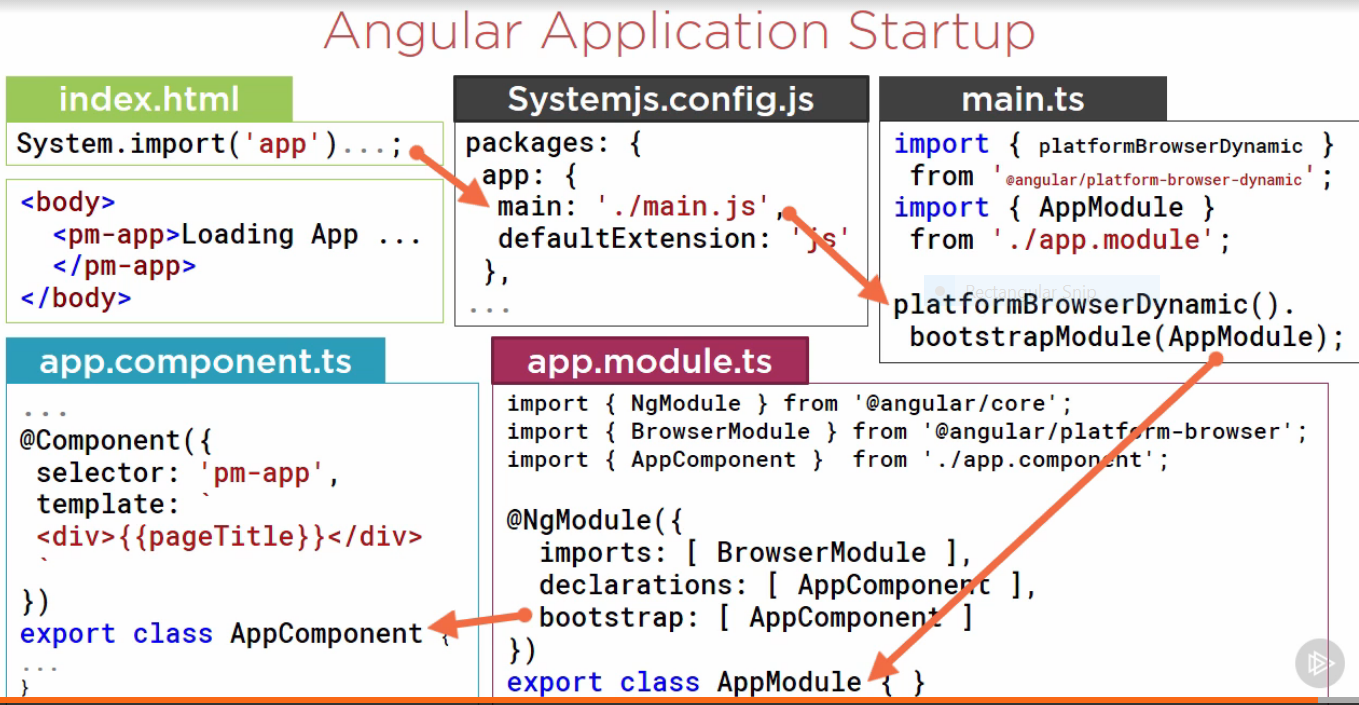 Angular Application Startup
index.html
System.import('app')...;
<body>
<pm-app>Loading App ...
</pm-app>
</body>
Systemjs.config.js
packages: {
app: {
main: './main.js',
defaultExtension: 'js'
},
...
main.ts
import { platformBrowserDynamic }
from '@angular/platform-browser-dynamic';
import { AppModule }
from './app.module';
Rectangular Snip
platformBrowserDynamic().
bootstrapModule(AppModule);
app.component.ts
...
@Component({
selector: 'pm-app',
template: `
<div>{{pageTitle}}</div>
`
})
export class AppComponent {
...
}
app.module.ts
import { NgModule } from '@angular/core';
import { BrowserModule } from '@angular/platform-browser';
import { AppComponent }  from './app.component';
@NgModule({
imports: [ BrowserModule ],
declarations: [ AppComponent ],
bootstrap: [ AppComponent ]
})
export class AppModule { }